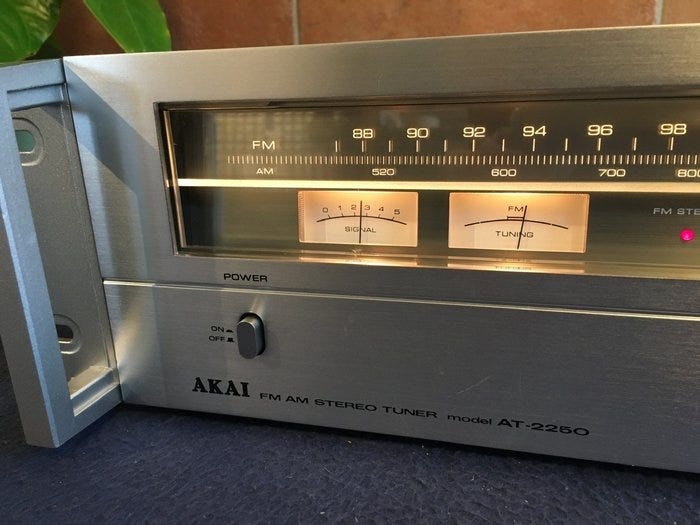 FM 88 90 92 94 96 98
AM 520 600 700 800
0 1 2 3 4 5
SIGNAL
FM
TUNING
FM STE
POWER
ON
OFF
AKAI FM AM STEREO TUNER model AT-2250